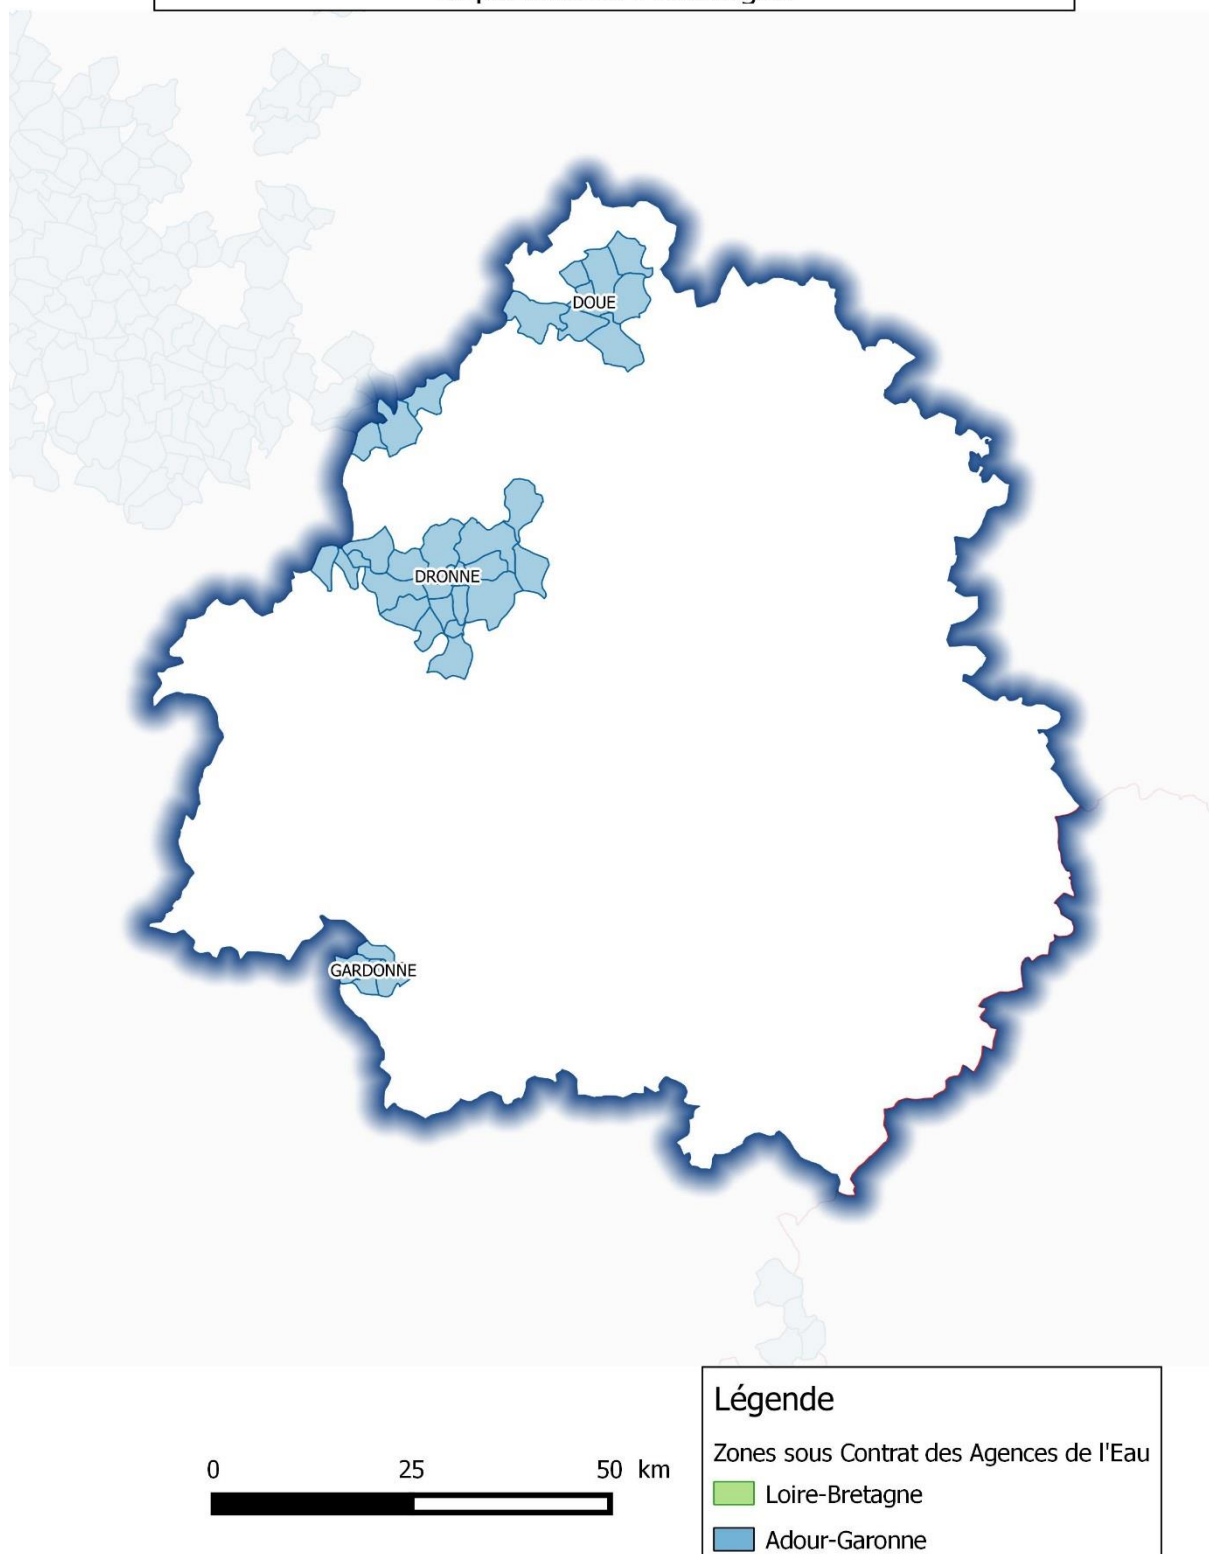 DOUE
DRONNE
GARDONNE
0 25 50 km
Légende
Zones sous Contrat des Agences de l'Eau
Loire-Bretagne
Adour-Garonne